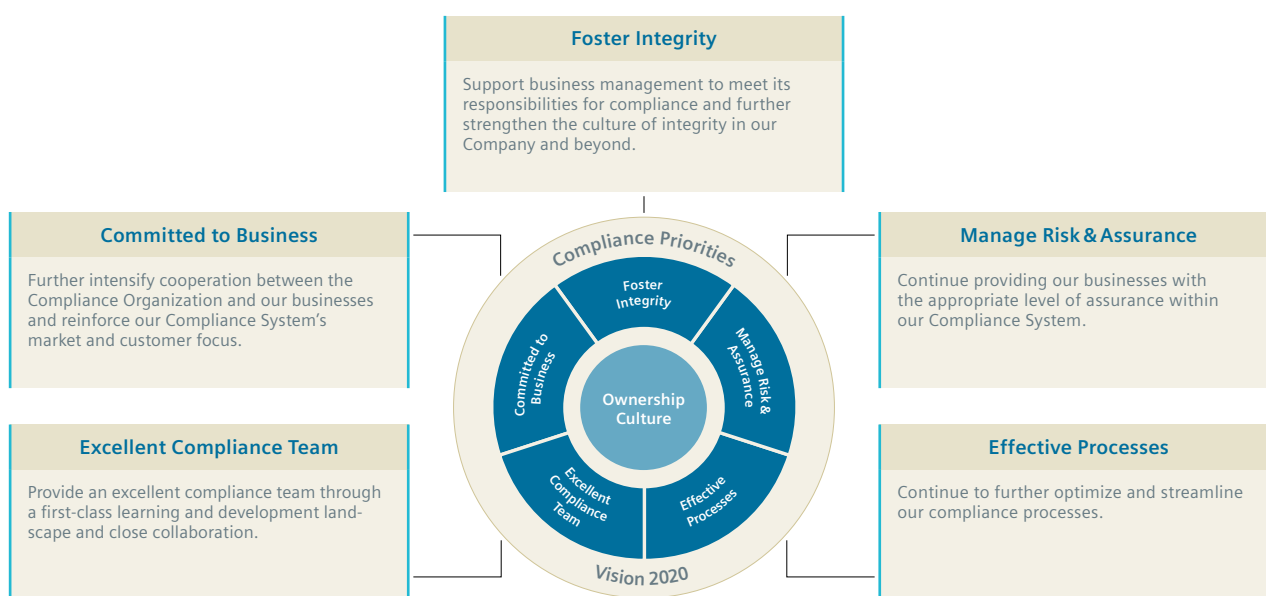 Foster Integrity
Support business management to meet its
responsibilities for compliance and further
strengthen the culture of integrity in our
Company and beyond.
Committed to Business
Further intensify cooperation between the
Compliance Organization and our businesses
and reinforce our Compliance System’s
market and customer focus.
Manage Risk & Assurance
Continue providing our businesses with
the appropriate level of assurance within
our Compliance System.
Excellent Compliance Team
Provide an excellent compliance team through
a first-class learning and development land-
scape and close collaboration.
Effective Processes
Continue to further optimize and streamline
our compliance processes.
Compliance Priorities
Foster
Integrity
Manage Risk &
Assurance
Effective
Processes
Excellent
Compliance
Team
Committed to
Business
Ownership
Culture
Vision 2020